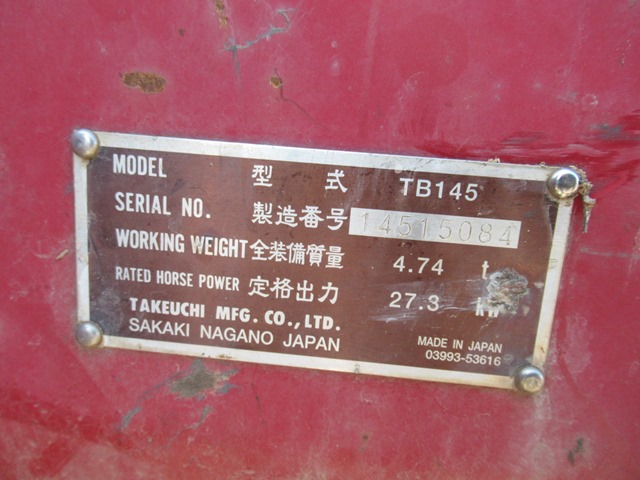 MODEL 型式 TB145
SERIAL NO. 製造番号 14515084
WORKING WEIGHT 全装備質量 4.74 t
RATED HORSE POWER 定格出力 27.3 kW
TAKEUCHI MFG. CO., LTD.
SAKAKI NAGANO JAPAN
MADE IN JAPAN
03993-53616